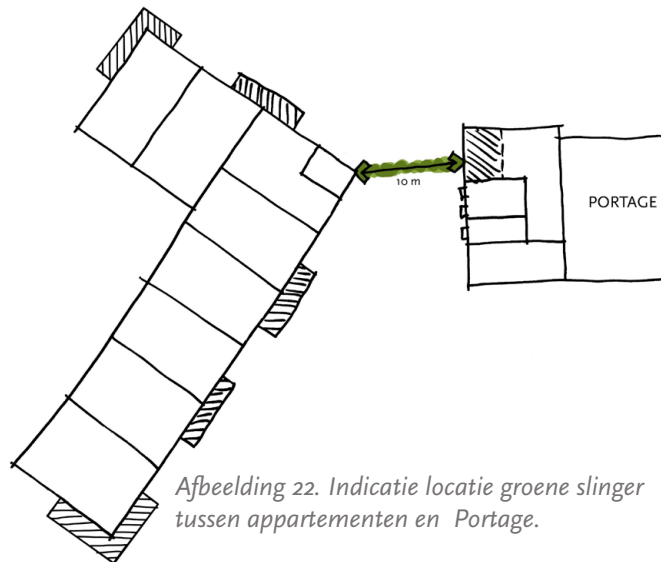 10 m
PORTAGE
Afbeelding 22. Indicatie locatie groene slinger
tussen appartementen en Portage.